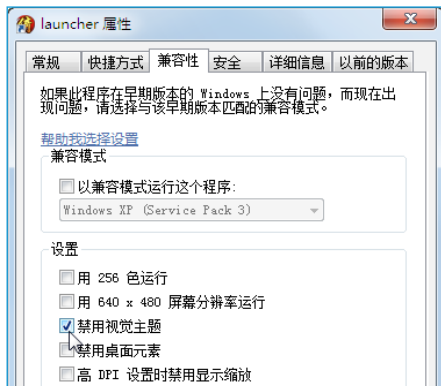 launcher 属性
常规 快捷方式 兼容性 安全 详细信息 以前的版本
如果此程序在早期版本的 Windows 上没有问题，而现在出
现问题，请选择与该早期版本匹配的兼容模式。
帮助我选择设置
兼容模式
以兼容模式运行这个程序:
Windows XP (Service Pack 3)
设置
用 256 色运行
用 640 x 480 屏幕分辨率运行
禁用视觉主题
禁用桌面元素
高 DPI 设置时禁用显示缩放